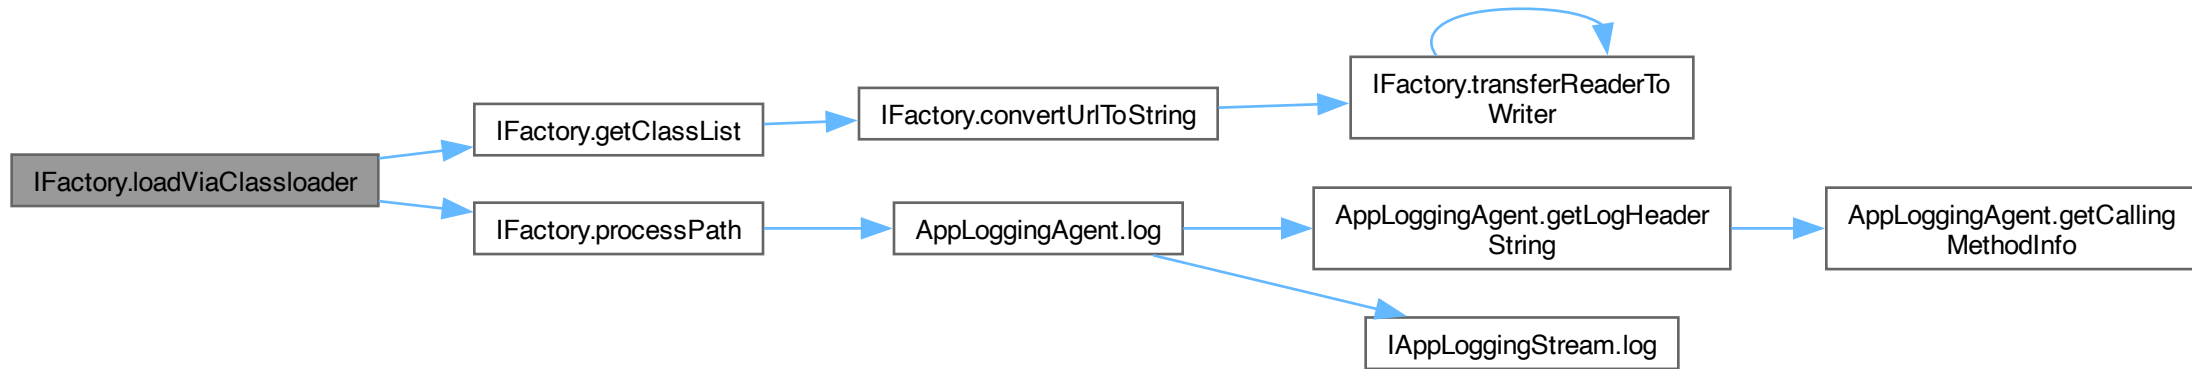 IFactory.loadViaClassloader
IFactory.getClassList
IFactory.convertUrlToString
IFactory.transferReaderTo
Writer
IFactory.processPath
AppLoggingAgent.log
AppLoggingAgent.getLogHeader
String
AppLoggingAgent.getCalling
MethodInfo
IAppLoggingStream.log